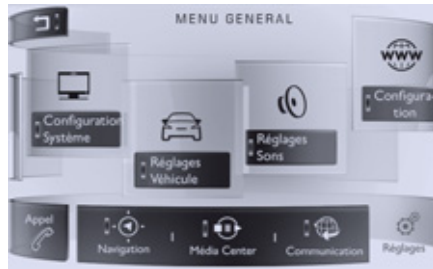 MENU GENERAL
www
Configuration
Système
Réglages
Véhicule
Réglages
Sons
Configura-
tion
Appel
Navigation
Média Center
Communication
Réglages